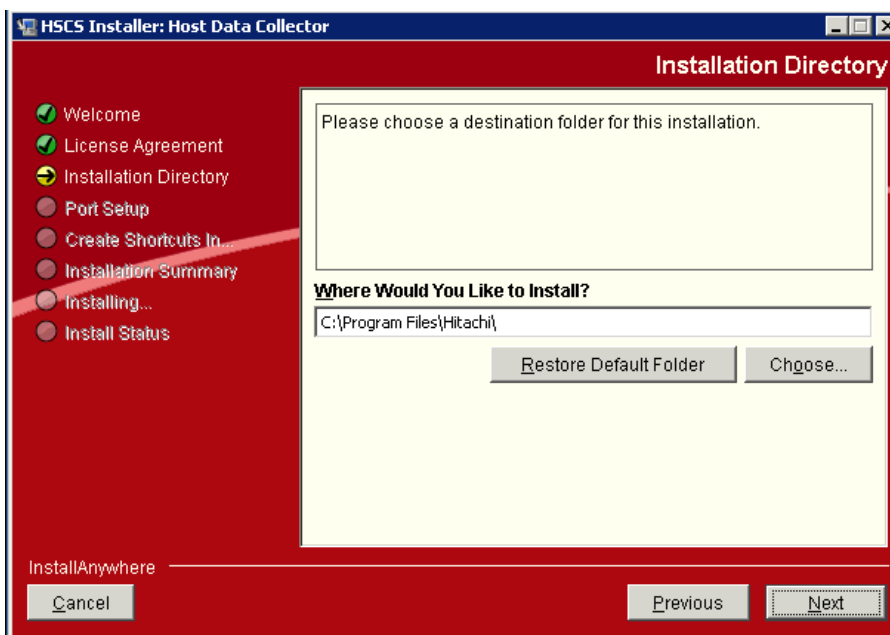 HSCS Installer: Host Data Collector
Installation Directory
Welcome
License Agreement
Installation Directory
Port Setup
Create Shortcuts In...
Installation Summary
Installing...
Install Status
Please choose a destination folder for this installation.
Where Would You Like to Install?
C:\Program Files\Hitachi\
Restore Default Folder
Choose...
InstallAnywhere
Cancel
Previous
Next